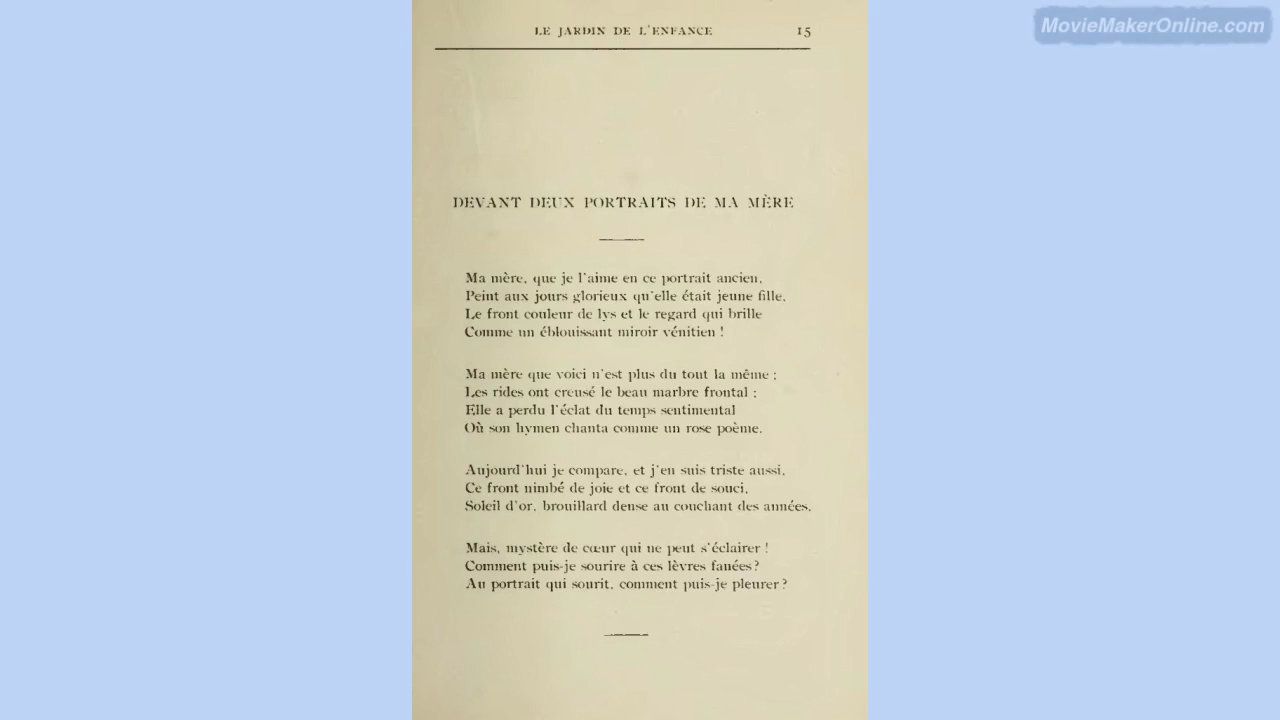 MovieMakerOnline.com
LE JARDIN DE L'ENFANCE 15
DEVANT DEUX PORTRAITS DE MA MÈRE
Ma mère, que je l'aime en ce portrait ancien,
Peint aux jours glorieux qu'elle était jeune fille,
Le front couleur de lys et le regard qui brille
Comme un éblouissant miroir vénitien !
Ma mère que voici n'est plus du tout la même ;
Les rides ont creusé le beau marbre frontal ;
Elle a perdu l'éclat du temps sentimental
Où son hymen chanta comme un rose poème.
Aujourd'hui je compare, et j'en suis triste aussi,
Ce front nimbé de joie et ce front de souci,
Soleil d'or, brouillard dense au couchant des années.
Mais, mystère de cœur qui ne peut s'éclairer !
Comment puis-je sourire à ces lèvres fanées ?
Au portrait qui sourit, comment puis-je pleurer ?